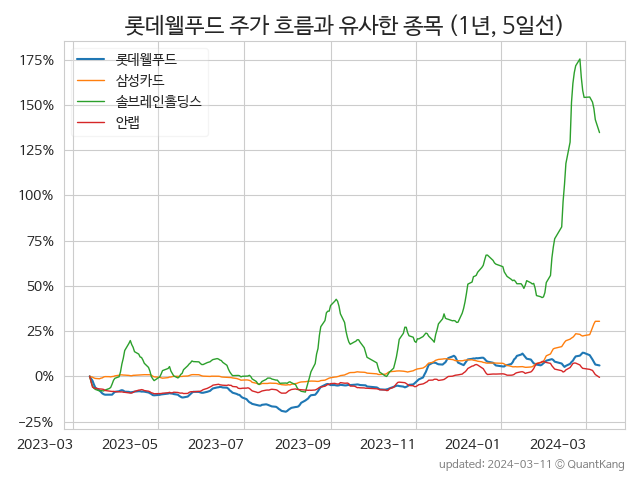 롯데웰푸드 주가 흐름과 유사한 종목 (1년, 5일선)
롯데웰푸드
삼성카드
솔브레인홀딩스
안랩
175%
150%
125%
100%
75%
50%
25%
0%
−25%
2023-03 2023-05 2023-07 2023-09 2023-11 2024-01 2024-03
updated: 2024-03-11 © QuantKang